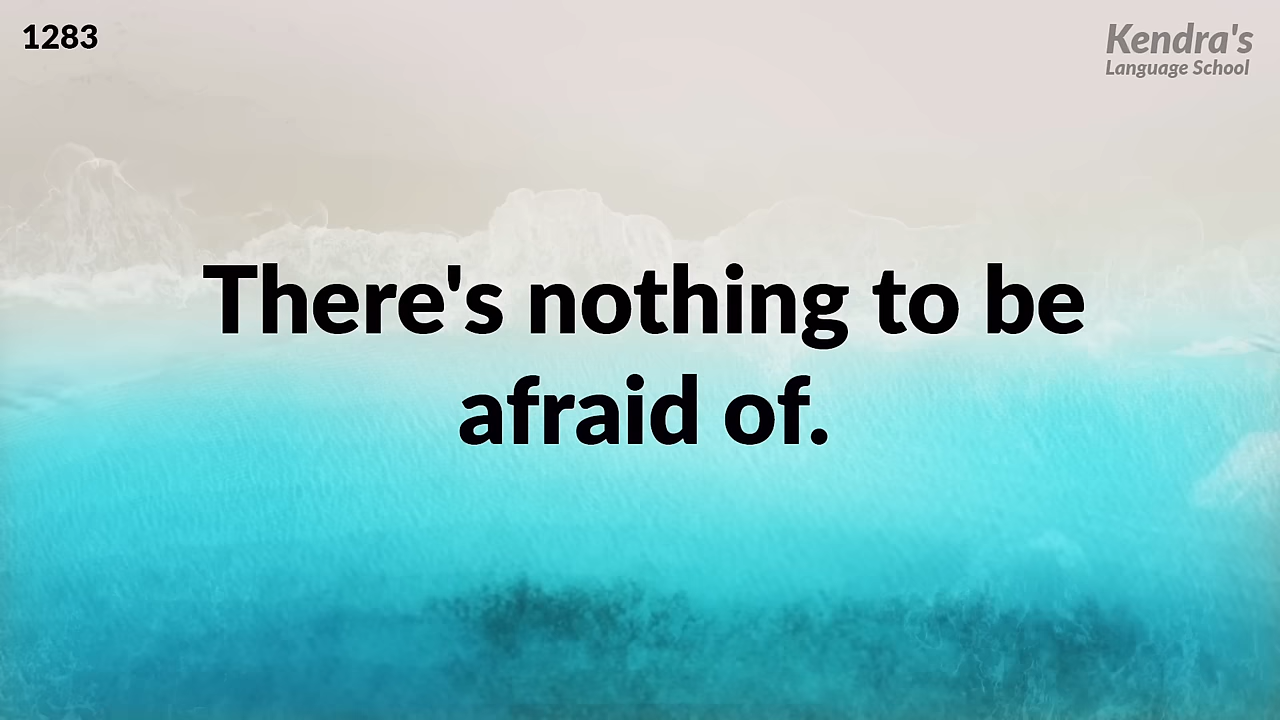 1283
Kendra's
Language School
There's nothing to be
afraid of.